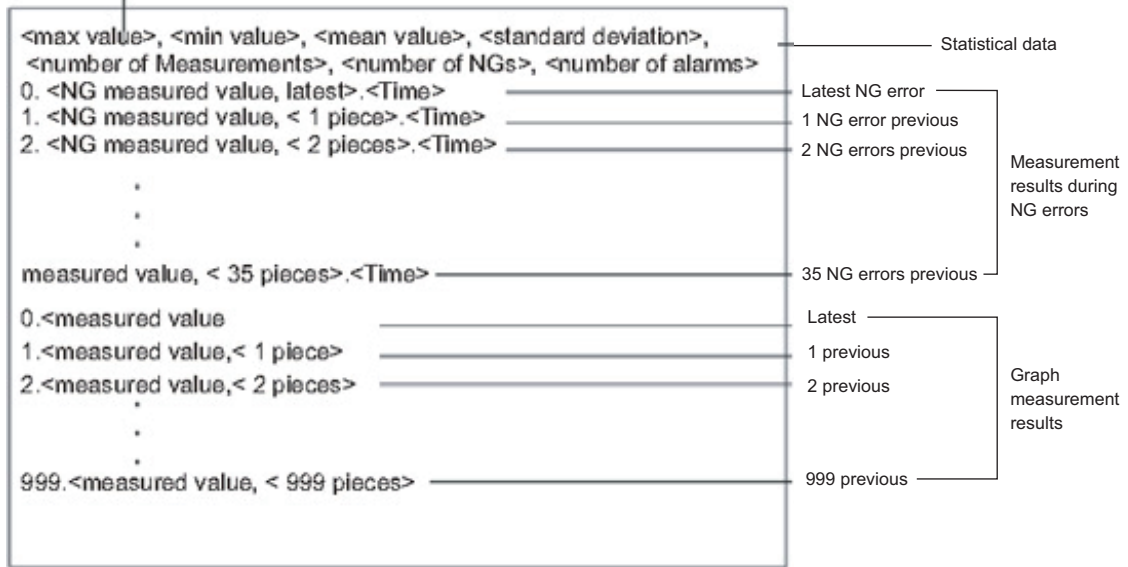 <max value>, <min value>, <mean value>, <standard deviation>,
<number of Measurements>, <number of NGs>, <number of alarms>
Statistical data
0. <NG measured value, latest>.<Time>
Latest NG error
1. <NG measured value, < 1 piece>.<Time>
1 NG error previous
2. <NG measured value, < 2 pieces>.<Time>
2 NG errors previous
.
.
.
measured value, < 35 pieces>.<Time>
35 NG errors previous
Measurement
results during
NG errors
0.<measured value
Latest
1.<measured value,< 1 piece>
1 previous
2.<measured value,< 2 pieces>
2 previous
.
.
.
999.<measured value, < 999 pieces>
999 previous
Graph
measurement
results